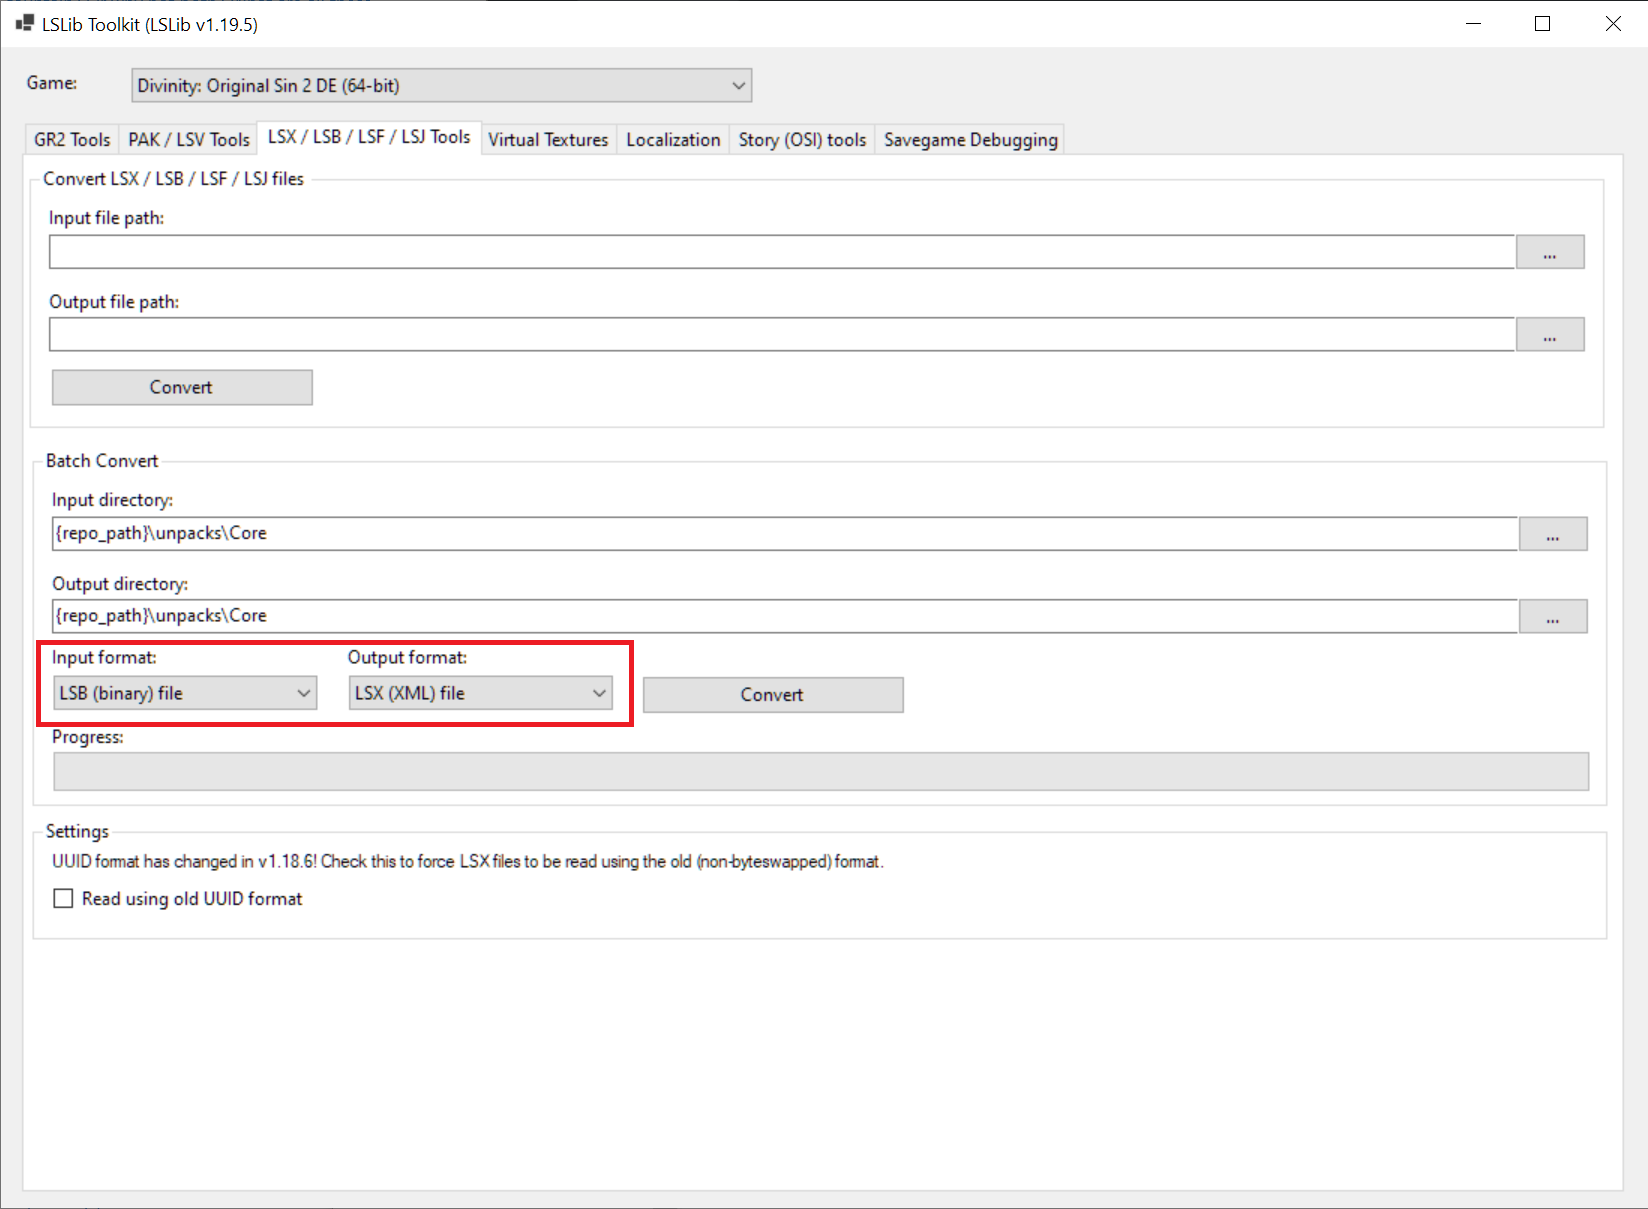 LSLib Toolkit (LSLib v1.19.5)
Game:
Divinity: Original Sin 2 DE (64-bit)
GR2 Tools PAK / LSV Tools LSX / LSB / LSF / LSJ Tools Virtual Textures Localization Story (OSI) tools Savegame Debugging
Convert LSX / LSB / LSF / LSJ files
Input file path:
...
Output file path:
...
Convert
Batch Convert
Input directory:
{repo_path}\unpacks\Core ...
Output directory:
{repo_path}\unpacks\Core ...
Input format: Output format:
LSB (binary) file LSX (XML) file Convert
Progress:
Settings
UUID format has changed in v1.18.6! Check this to force LSX files to be read using the old (non-byteswapped) format.
Read using old UUID format